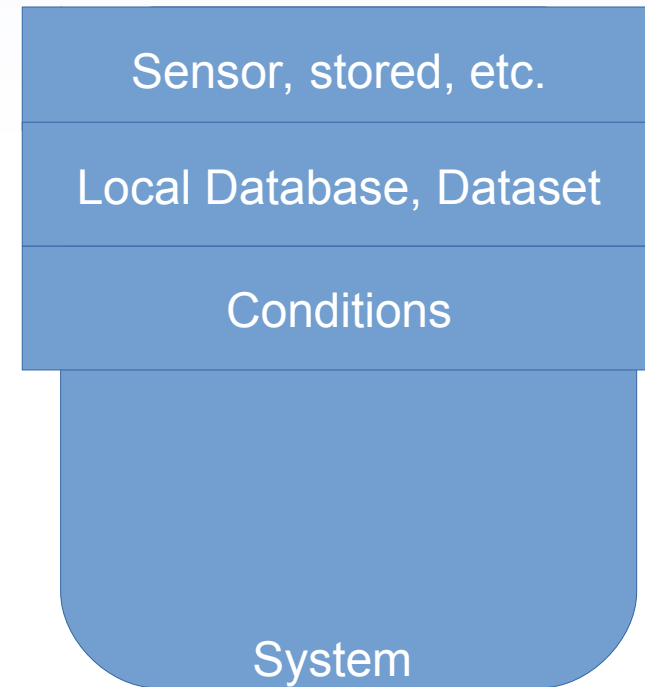 Sensor, stored, etc.
Local Database, Dataset
Conditions
System